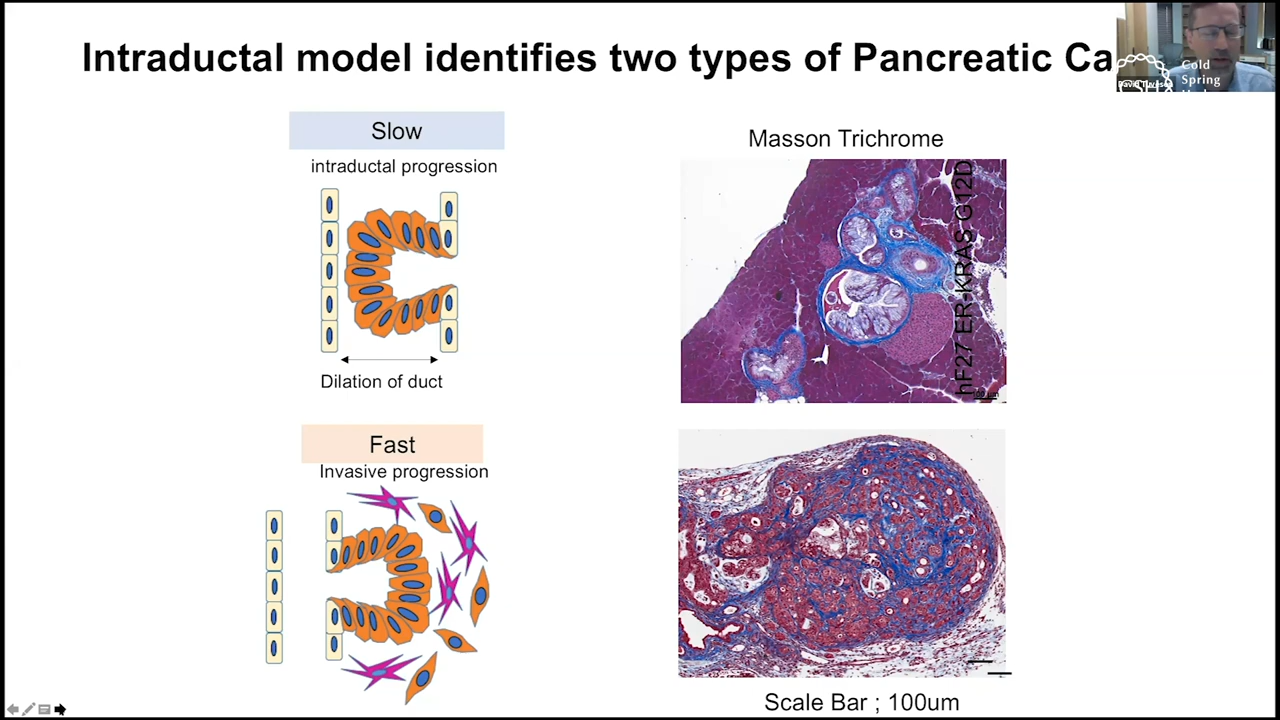 Intraductal model identifies two types of Pancreatic Ca
Cold
Spring
Slow
intraductal progression
Dilation of duct
Masson Trichrome
hF27 ER-KRAS G12D
Fast
Invasive progression
Scale Bar ; 100um